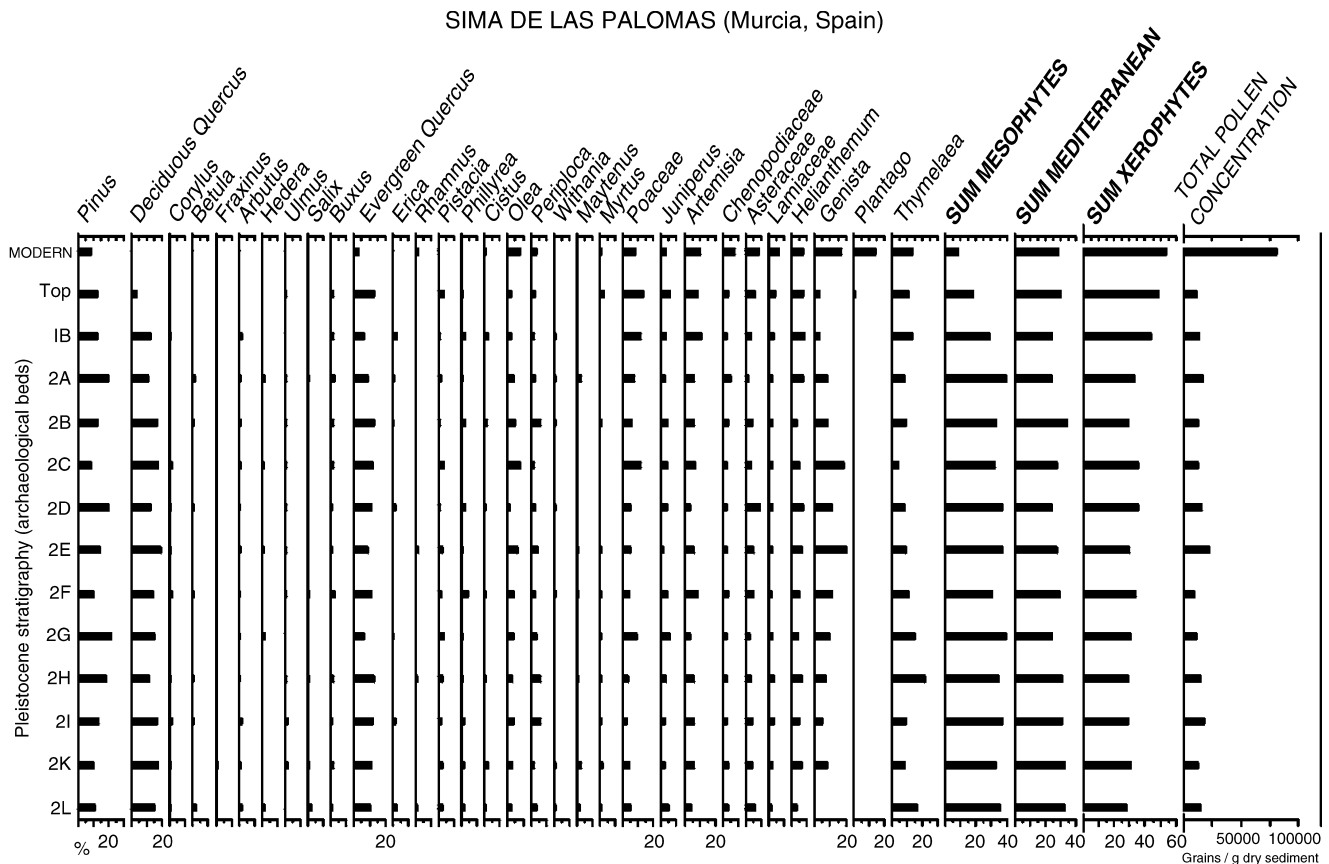 SIMA DE LAS PALOMAS (Murcia, Spain)
Pinus
Deciduous Quercus
Corylus
Betula
Fraxinus
Arbutus
Hedera
Ulmus
Salix
Buxus
Evergreen Quercus
Erica
Rhamnus
Pistacia
Phillyrea
Cistus
Olea
Periploca
Withania
Maytenus
Myrtus
Poaceae
Juniperus
Artemisia
Chenopodiaceae
Asteraceae
Lamiaceae
Helianthemum
Genista
Plantago
Thymelaea
SUM MESOPHYTES
SUM MEDITERRANEAN
SUM XEROPHYTES
TOTAL POLLEN
CONCENTRATION
Pleistocene stratigraphy (archaeological beds)
MODERN
Top
IB
2A
2B
2C
2D
2E
2F
2G
2H
2I
2K
2L
% 20 20 20 20 20 20 20 20 40 20 40 20 40 60 50000 100000
Grains / g dry sediment